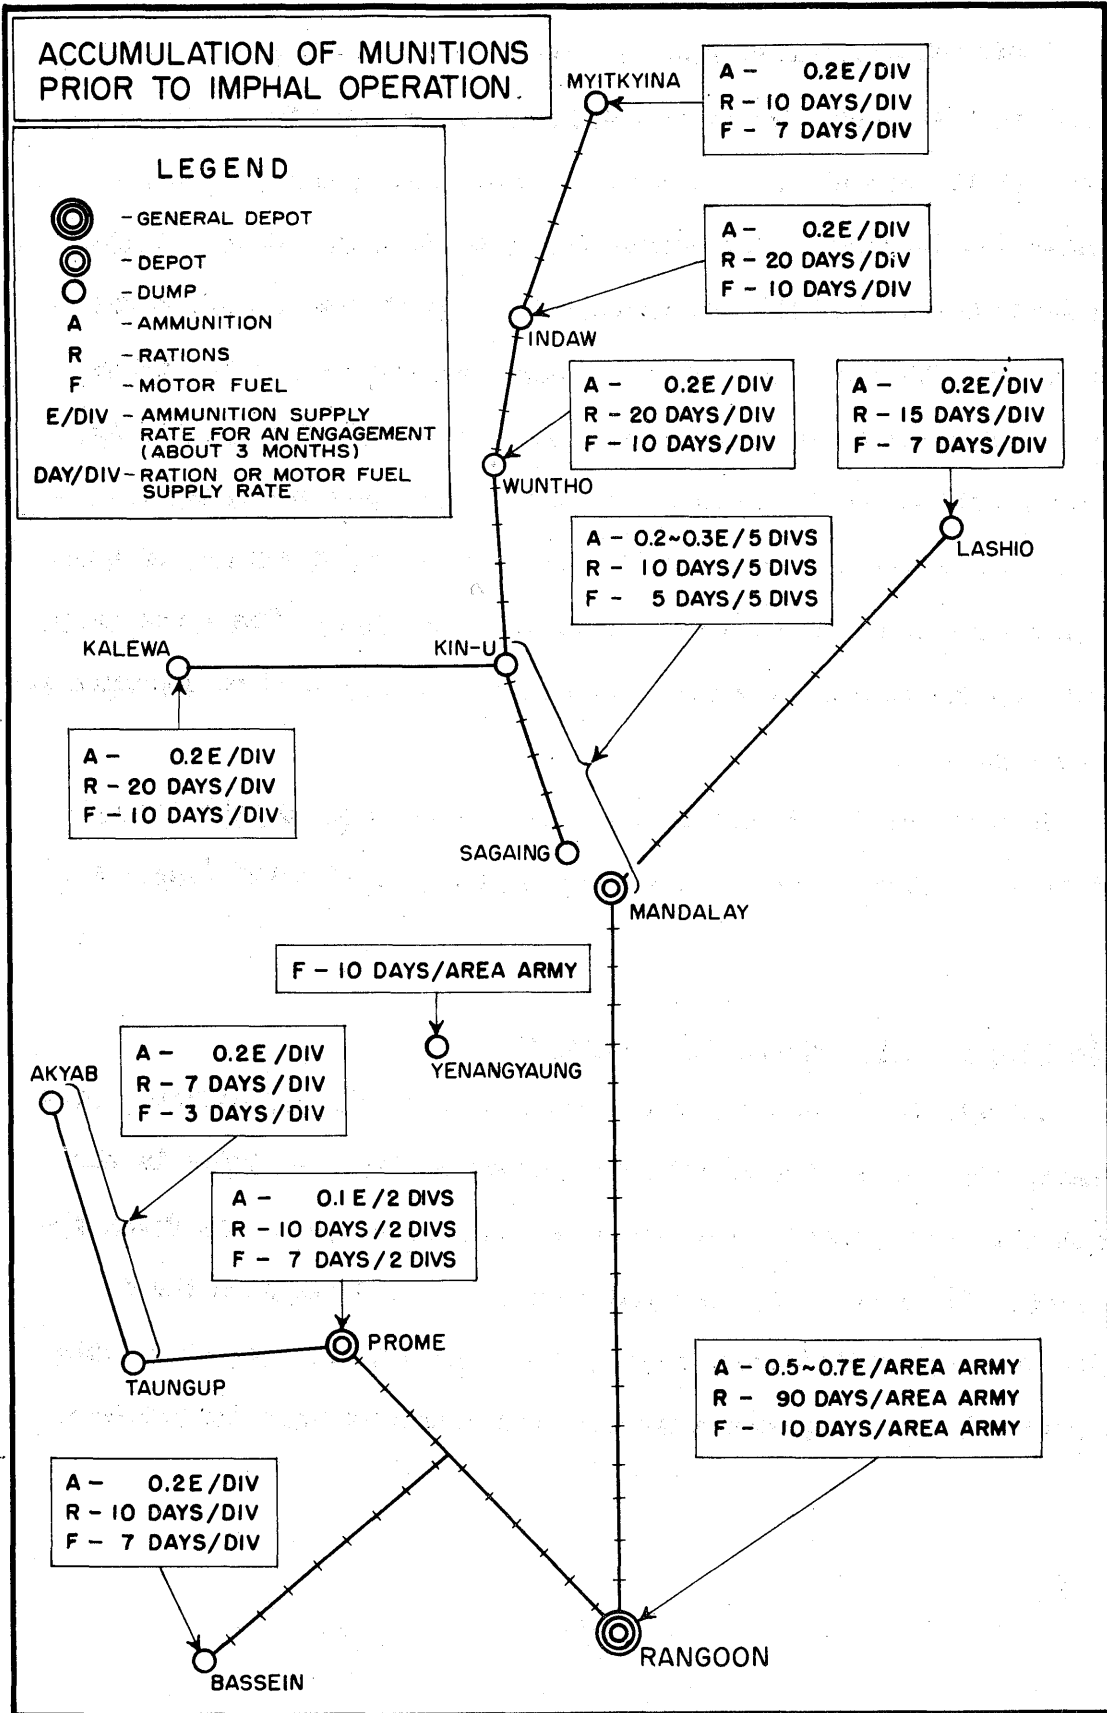 ACCUMULATION OF MUNITIONS
PRIOR TO IMPHAL OPERATION.
LEGEND
-GENERAL DEPOT
-DEPOT
-DUMP
A -AMMUNITION
R -RATIONS
F -MOTOR FUEL
E/DIV - AMMUNITION SUPPLY
RATE FOR AN ENGAGEMENT
(ABOUT 3 MONTHS)
DAY/DIV-RATION OR MOTOR FUEL
SUPPLY RATE
MYITKYINA
A - 0.2E/DIV
R - 10 DAYS/DIV
F - 7 DAYS/DIV
A - 0.2E/DIV
R - 20 DAYS/DIV
F - 10 DAYS/DIV
INDAW
A - 0.2E/DIV
R - 20 DAYS/DIV
F - 10 DAYS/DIV
WUNTHO
A - 0.2E/DIV
R - 15 DAYS/DIV
F - 7 DAYS/DIV
LASHIO
A - 0.2~0.3E/5 DIVS
R - 10 DAYS/5 DIVS
F - 5 DAYS/5 DIVS
KALEWA
KIN-U
A - 0.2E/DIV
R - 20 DAYS/DIV
F - 10 DAYS/DIV
SAGAING
MANDALAY
F - 10 DAYS/AREA ARMY
YENANGYAUNG
AKYAB
A - 0.2E/DIV
R - 7 DAYS/DIV
F - 3 DAYS/DIV
A - 0.1E/2 DIVS
R - 10 DAYS/2 DIVS
F - 7 DAYS/2 DIVS
PROME
TAUNGUP
A - 0.5~0.7E/AREA ARMY
R - 90 DAYS/AREA ARMY
F - 10 DAYS/AREA ARMY
A - 0.2E/DIV
R - 10 DAYS/DIV
F - 7 DAYS/DIV
RANGOON
BASSEIN